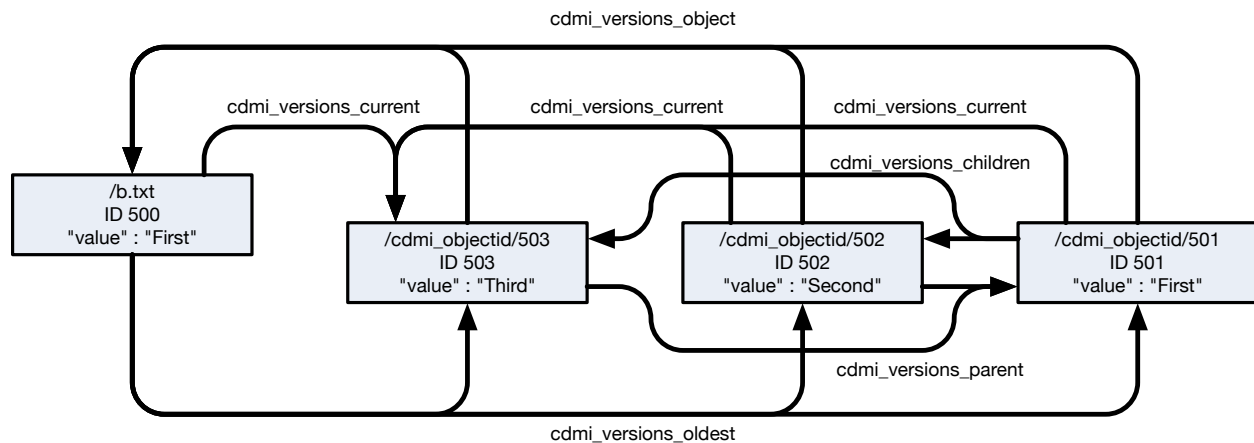 cdmi_versions_object
cdmi_versions_current
cdmi_versions_current
cdmi_versions_current
cdmi_versions_children
/b.txt
ID 500
"value" : "First"
/cdmi_objectid/503
ID 503
"value" : "Third"
/cdmi_objectid/502
ID 502
"value" : "Second"
/cdmi_objectid/501
ID 501
"value" : "First"
cdmi_versions_parent
cdmi_versions_oldest